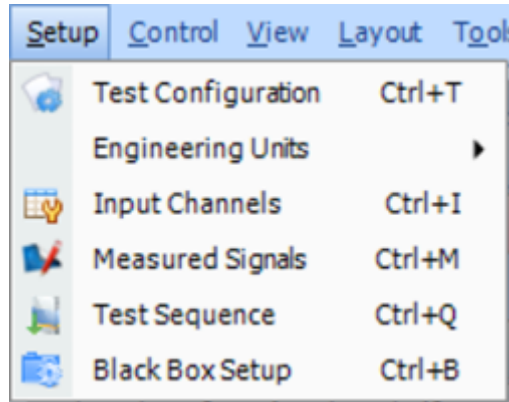 Setup Control View Layout Tools
Test Configuration Ctrl+T
Engineering Units
Input Channels Ctrl+I
Measured Signals Ctrl+M
Test Sequence Ctrl+Q
Black Box Setup Ctrl+B